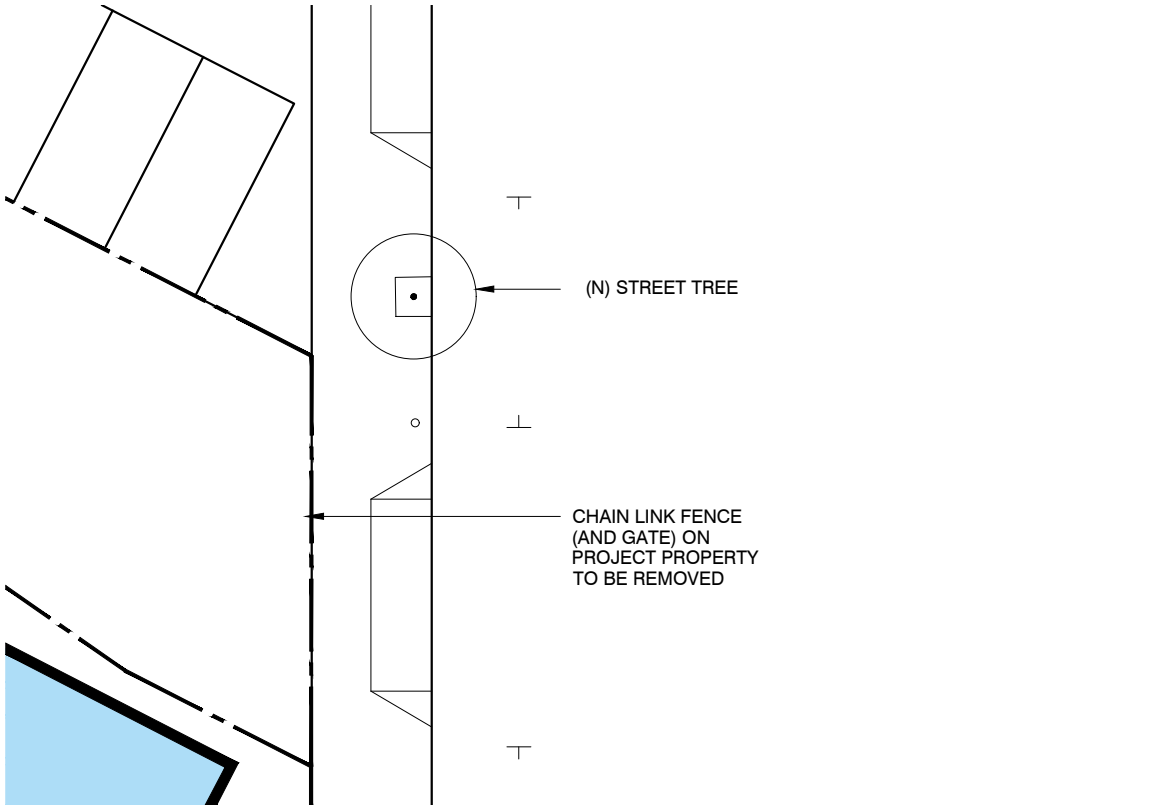 (N) STREET TREE
CHAIN LINK FENCE
(AND GATE) ON
PROJECT PROPERTY
TO BE REMOVED